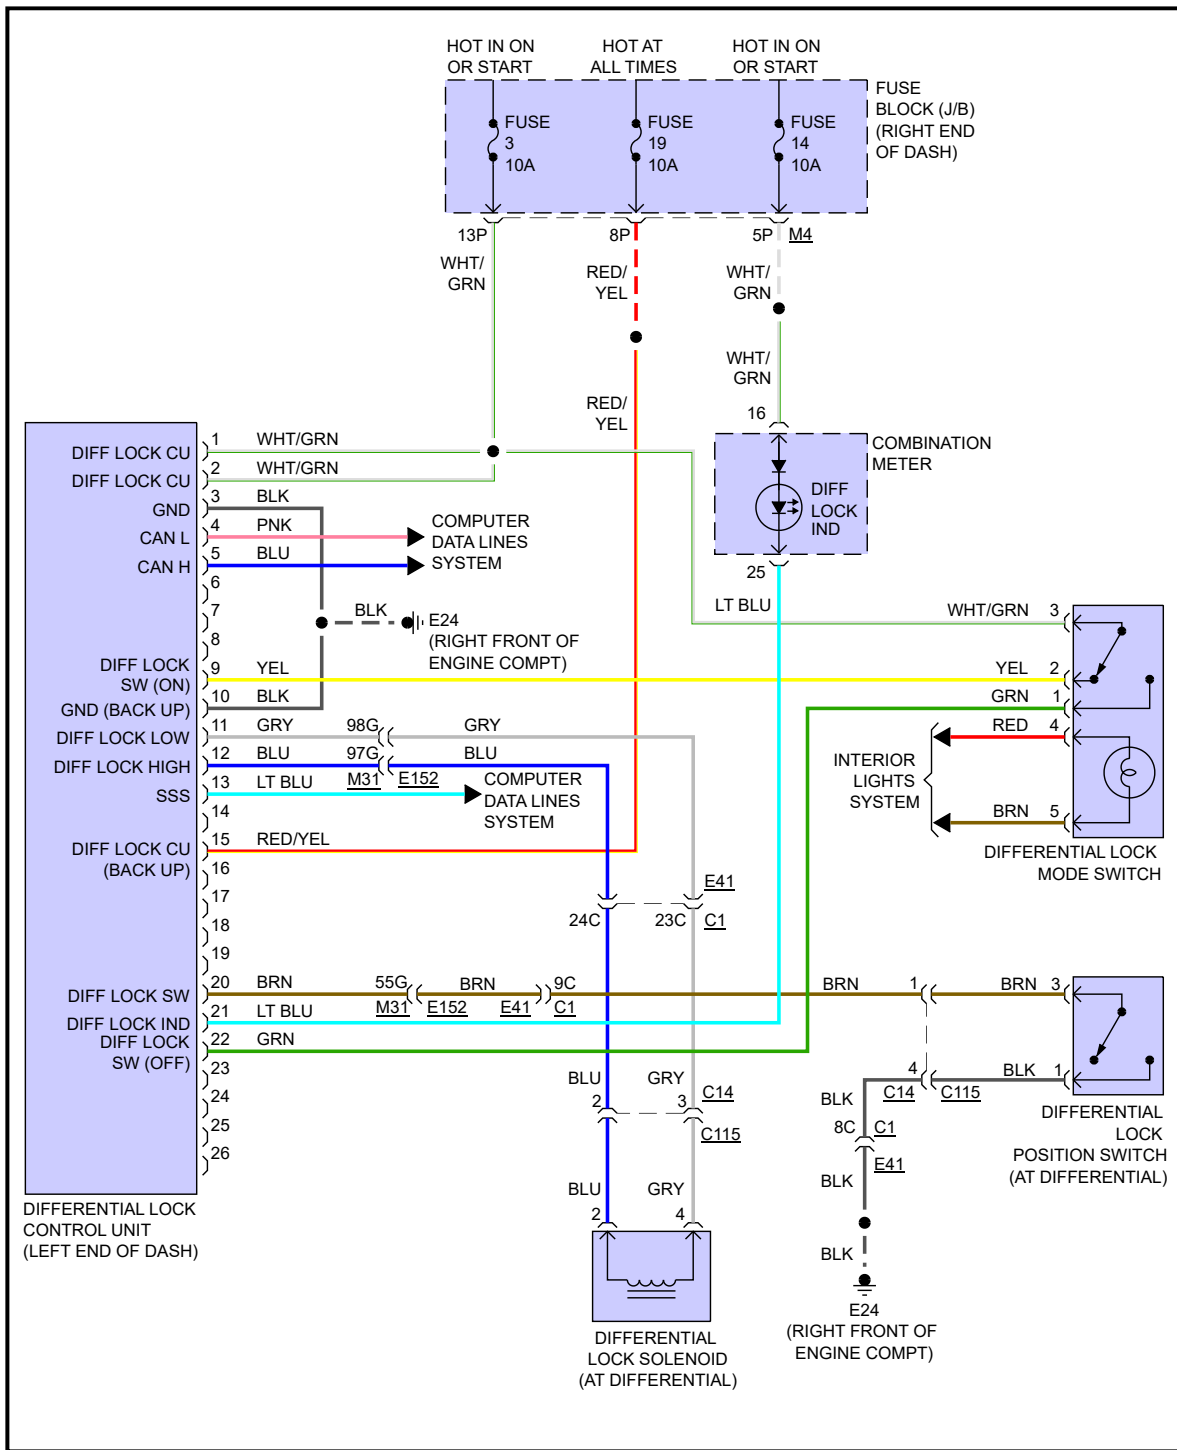 HOT IN ON
OR START
HOT AT
ALL TIMES
HOT IN ON
OR START
FUSE
BLOCK (J/B)
(RIGHT END
OF DASH)
FUSE
3
10A
FUSE
19
10A
FUSE
14
10A
13P
8P
5P
M4
WHT/
GRN
RED/
YEL
WHT/
GRN
WHT/
GRN
RED/
YEL
16
COMBINATION
METER
DIFF
LOCK
IND
25
LT BLU
DIFF LOCK CU
1
WHT/GRN
DIFF LOCK CU
2
WHT/GRN
GND
3
BLK
CAN L
4
PNK
CAN H
5
BLU
COMPUTER
DATA LINES
SYSTEM
6
7
8
BLK
E24
(RIGHT FRONT OF
ENGINE COMPT)
DIFF LOCK
SW (ON)
9
YEL
GND (BACK UP)
10
BLK
DIFF LOCK LOW
11
GRY
98G
GRY
DIFF LOCK HIGH
12
BLU
97G
BLU
M31
E152
SSS
13
LT BLU
COMPUTER
DATA LINES
SYSTEM
14
DIFF LOCK CU
(BACK UP)
15
RED/YEL
16
17
18
19
WHT/GRN
3
YEL
2
GRN
1
RED
4
BRN
5
INTERIOR
LIGHTS
SYSTEM
DIFFERENTIAL LOCK
MODE SWITCH
E41
24C
23C
C1
DIFF LOCK SW
20
BRN
55G
BRN
9C
BRN
1
BRN
3
M31
E152
E41
C1
DIFF LOCK IND
21
LT BLU
DIFF LOCK
SW (OFF)
22
GRN
23
24
25
26
DIFFERENTIAL LOCK
CONTROL UNIT
(LEFT END OF DASH)
BLU
GRY
2
3
C14
C115
BLU
GRY
2
4
DIFFERENTIAL
LOCK SOLENOID
(AT DIFFERENTIAL)
4
BLK
1
C14
C115
BLK
8C
C1
E41
BLK
BLK
E24
(RIGHT FRONT OF
ENGINE COMPT)
DIFFERENTIAL
LOCK
POSITION SWITCH
(AT DIFFERENTIAL)